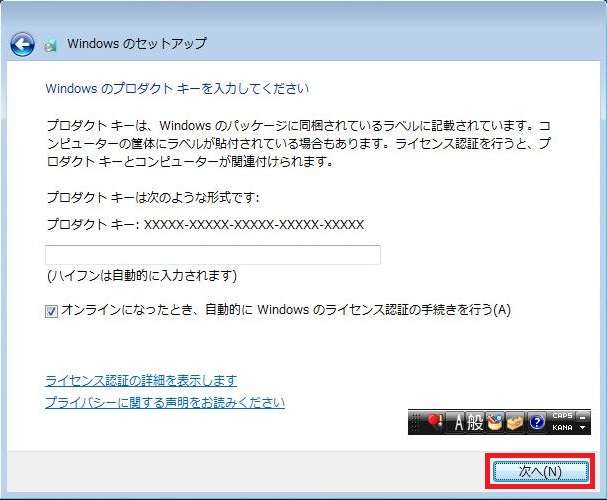 Windows のセットアップ
Windows のプロダクト キーを入力してください
プロダクト キーは、Windows のパッケージに同梱されているラベルに記載されています。コ
ンピューターの筐体にラベルが貼付されている場合もあります。ライセンス認証を行うと、プ
ロダクト キーとコンピューターが関連付けられます。
プロダクト キーは次のような形式です:
プロダクト キー: XXXXX-XXXXX-XXXXX-XXXXX-XXXXX
(ハイフンは自動的に入力されます)
オンラインになったとき、自動的に Windows のライセンス認証の手続きを行う(A)
ライセンス認証の詳細を表示します
プライバシーに関する声明をお読みください
A 般 ? CAPS
KANA
次へ(N)